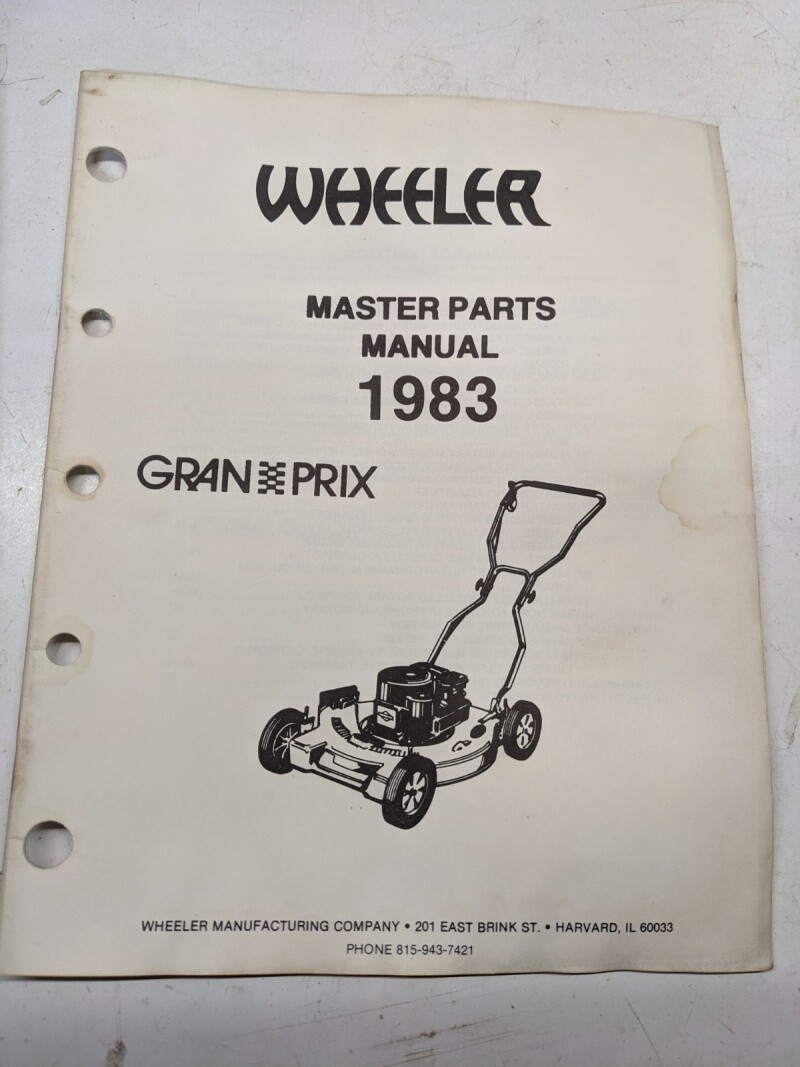 WHEELER
MASTER PARTS
MANUAL
1983
GRAN PRIX
WHEELER MANUFACTURING COMPANY • 201 EAST BRINK ST. • HARVARD, IL 60033
PHONE 815-943-7421